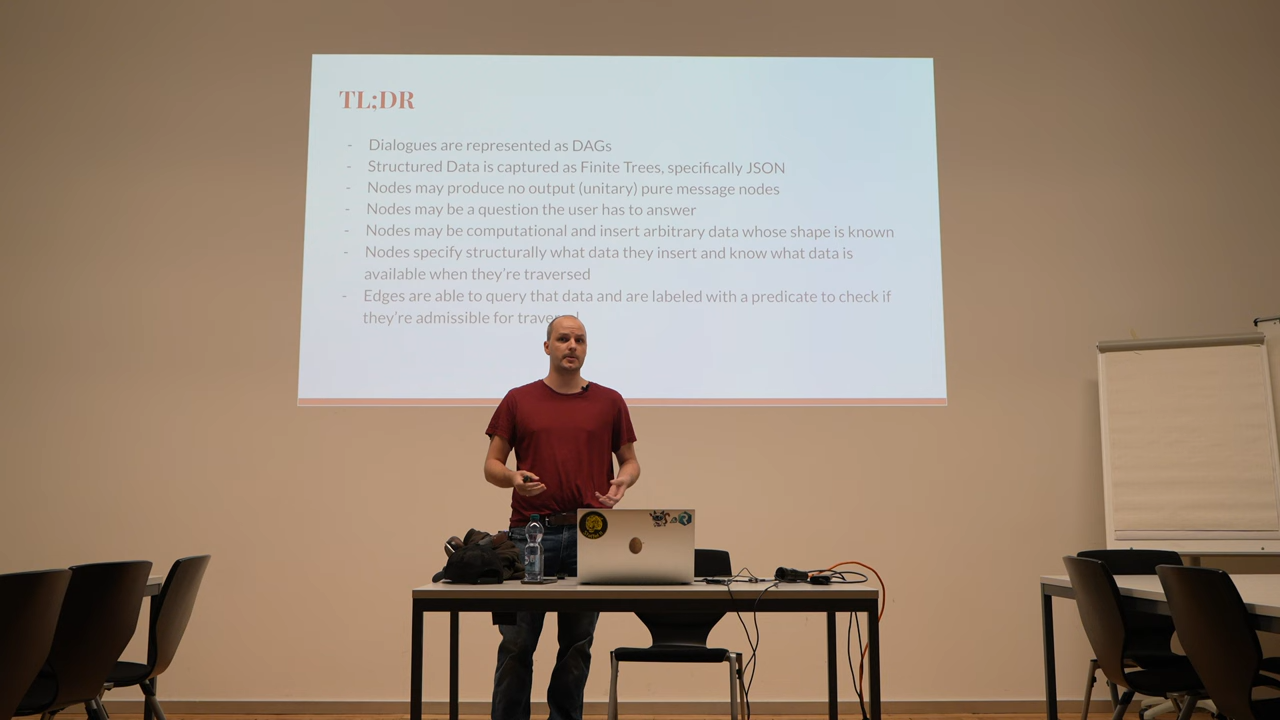 TL;DR
- Dialogues are represented as DAGs
- Structured Data is captured as Finite Trees, specifically JSON
- Nodes may produce no output (unitary) pure message nodes
- Nodes may be a question the user has to answer
- Nodes may be computational and insert arbitrary data whose shape is known
- Nodes specify structurally what data they insert and know what data is
available when they're traversed
- Edges are able to query that data and are labeled with a predicate to check if
they're admissible for